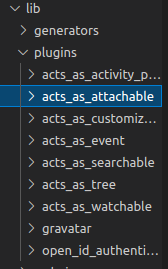 lib
generators
plugins
acts_as_activity_p...
acts_as_attachable
acts_as_customiz...
acts_as_event
acts_as_searchable
acts_as_tree
acts_as_watchable
gravatar
open_id_authenti...